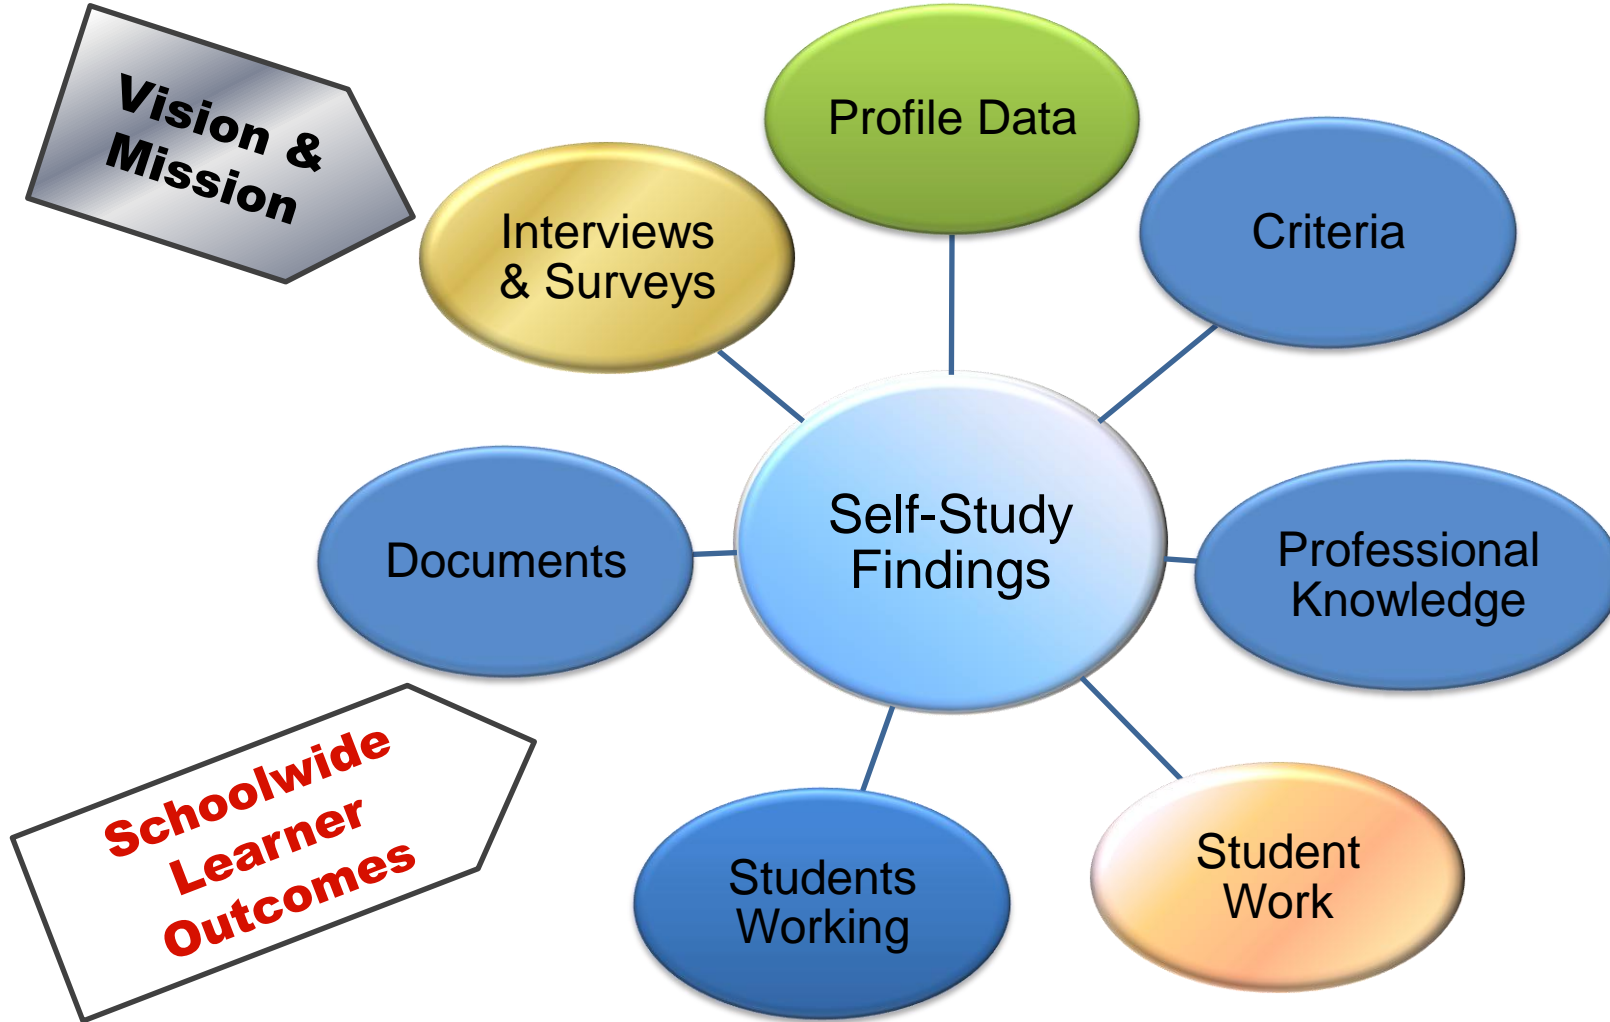 Vision &
Mission
Profile Data
Interviews
& Surveys
Criteria
Self-Study
Findings
Documents
Professional
Knowledge
Schoolwide
Learner
Outcomes
Students
Working
Student
Work